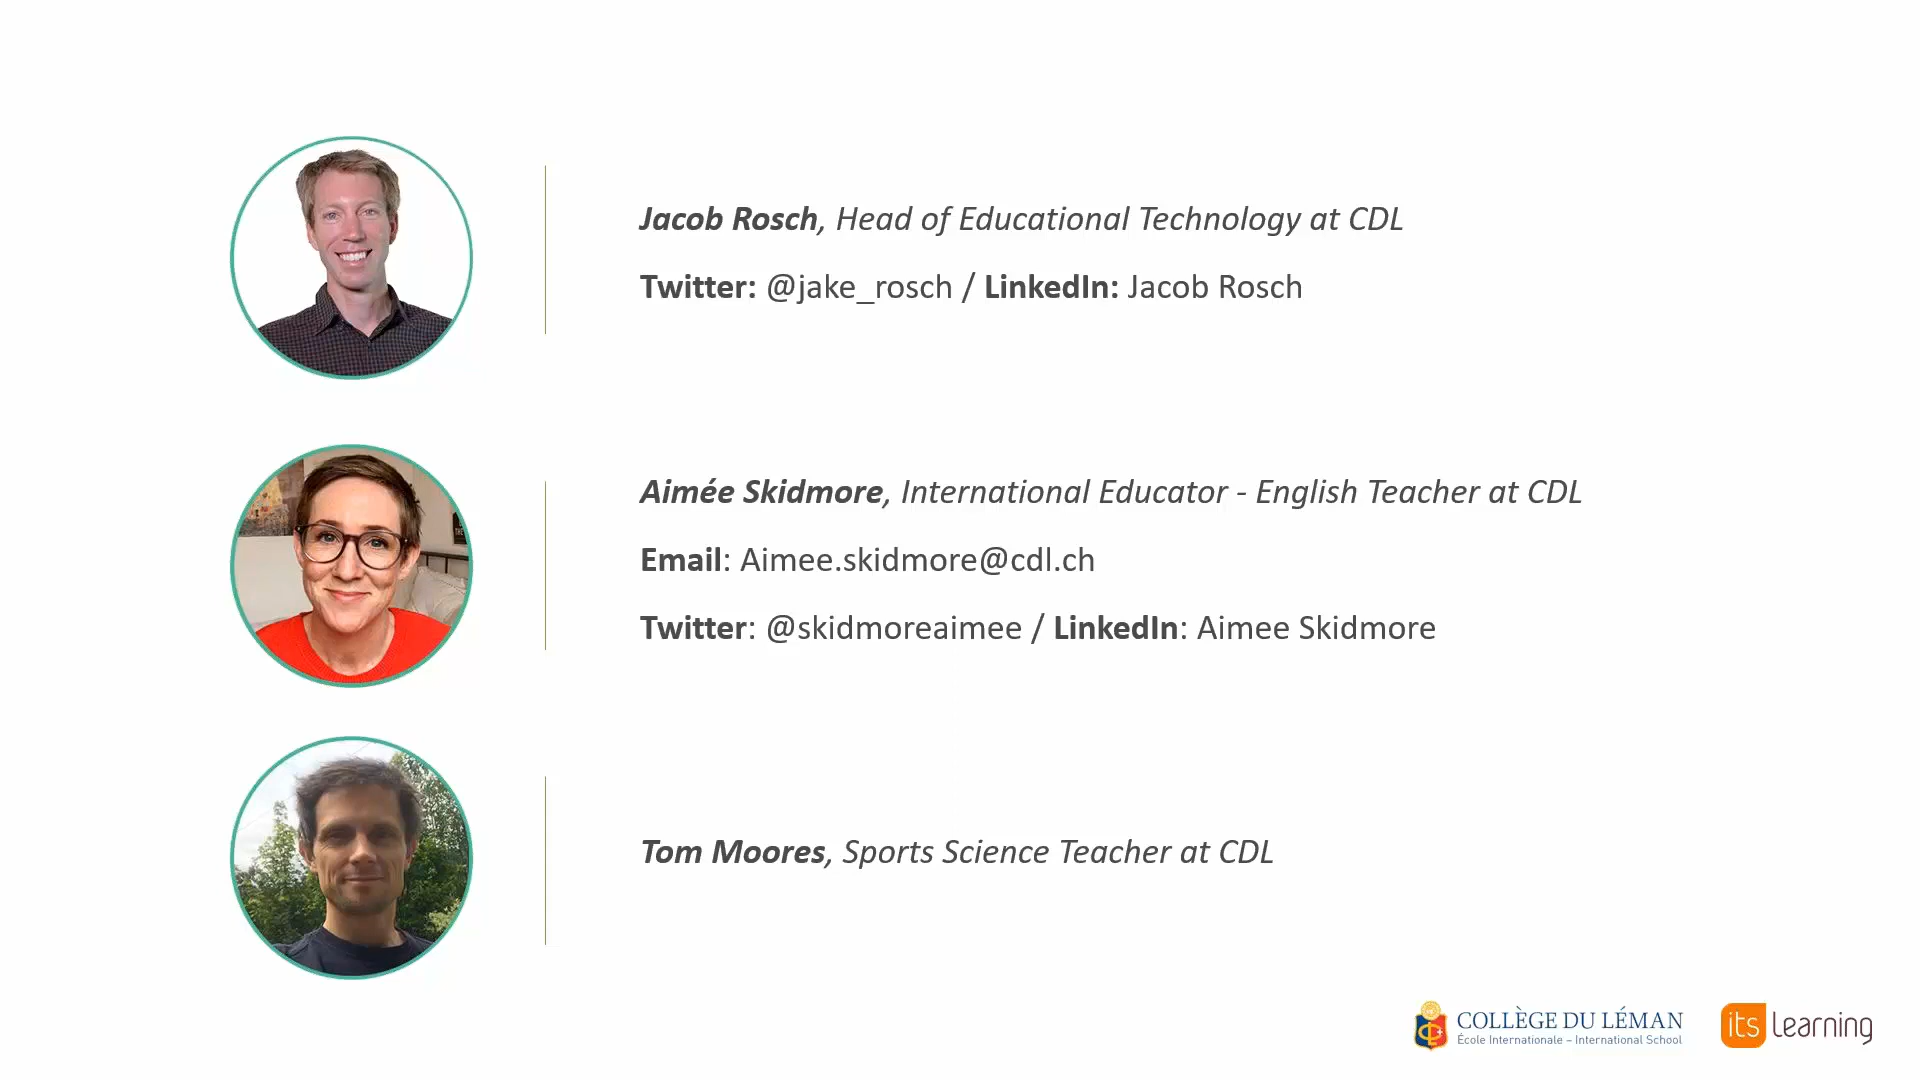 Jacob Rosch, Head of Educational Technology at CDL
Twitter: @jake_rosch / LinkedIn: Jacob Rosch
Aimée Skidmore, International Educator - English Teacher at CDL
Email: Aimee.skidmore@cdl.ch
Twitter: @skidmoreaimee / LinkedIn: Aimee Skidmore
Tom Moores, Sports Science Teacher at CDL
COLLÈGE DU LÉMAN
École Internationale – International School
its learning